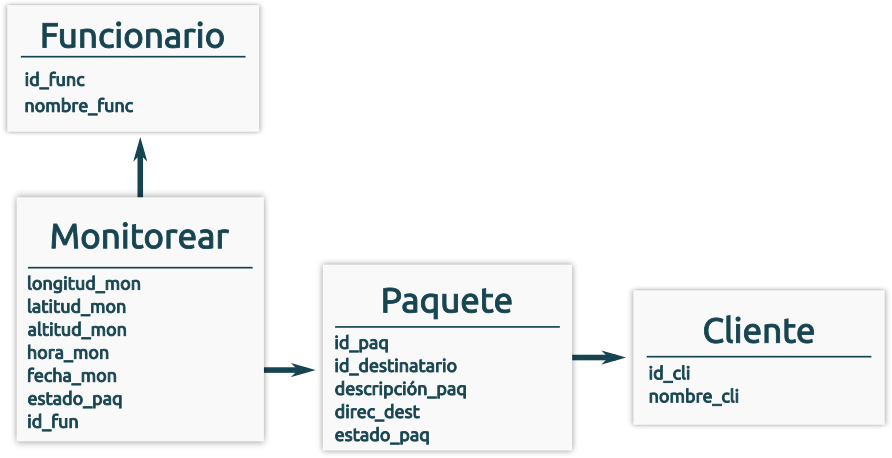 Funcionario
id_func
nombre_func
Monitorear
longitud_mon
latitud_mon
altitud_mon
hora_mon
fecha_mon
estado_paq
id_fun
Paquete
id_paq
id_destinatario
descripción_paq
direc_dest
estado_paq
Cliente
id_cli
nombre_cli